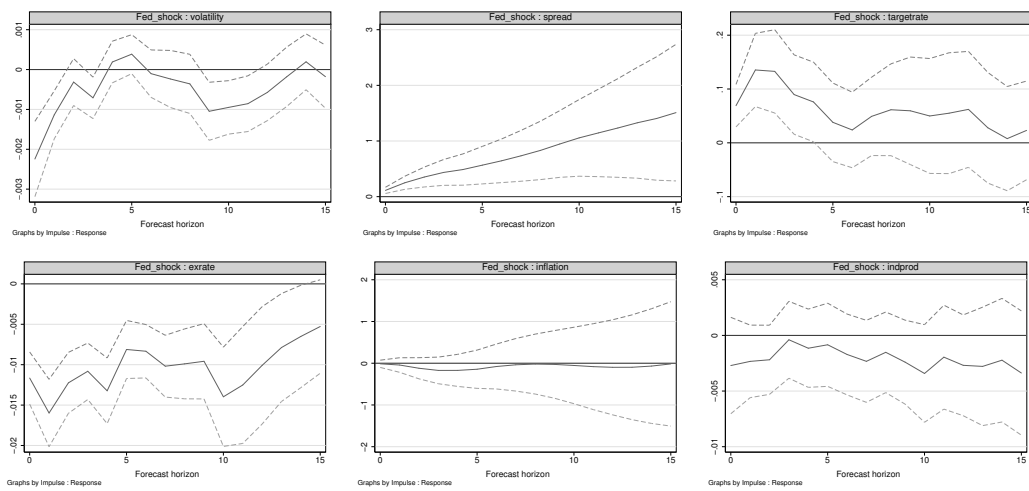 Fed_shock : volatility
.001
0
-.001
-.002
-.003
0
5
10
15
Forecast horizon
Graphs by Impulse : Response
Fed_shock : spread
3
2
1
0
0
5
10
15
Forecast horizon
Graphs by Impulse : Response
Fed_shock : targetrate
.2
.1
0
-.1
0
5
10
15
Forecast horizon
Graphs by Impulse : Response
Fed_shock : exrate
0
-.005
-.01
-.015
-.02
0
5
10
15
Forecast horizon
Graphs by Impulse : Response
Fed_shock : inflation
.2
.1
0
-.1
-.2
0
5
10
15
Forecast horizon
Graphs by Impulse : Response
Fed_shock : indprod
.005
0
-.005
-.01
0
5
10
15
Forecast horizon
Graphs by Impulse : Response